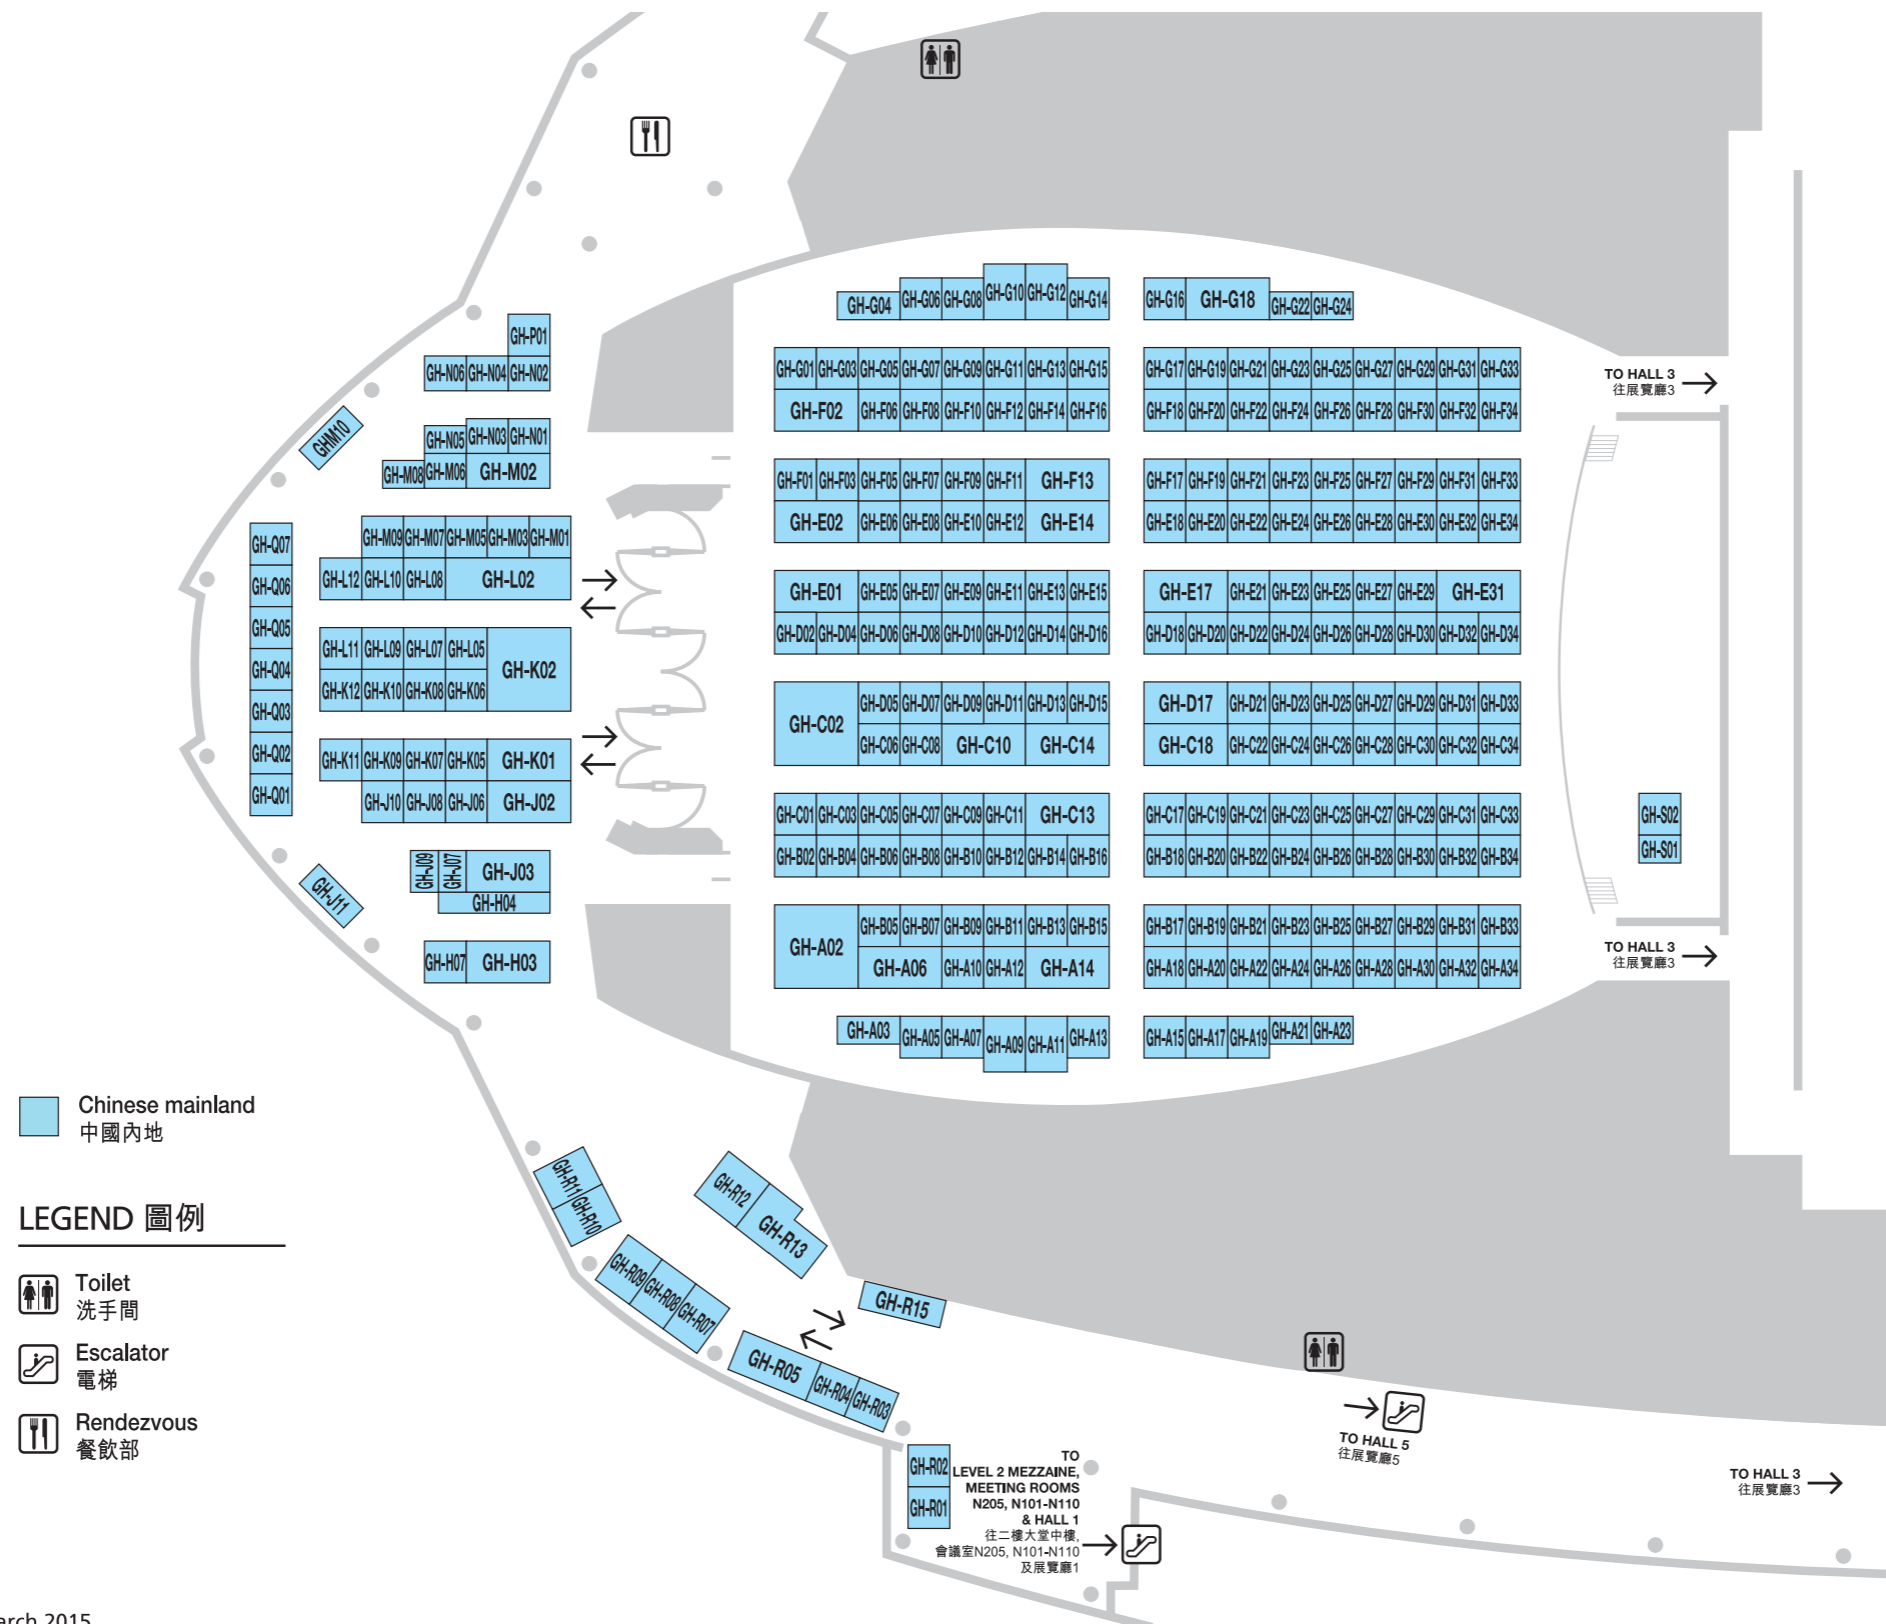 GH-G04 GH-G06 GH-G08 GH-G10 GH-G12 GH-G14 GH-G16 GH-G18 GH-G22 GH-G24
GH-P01
GH-N06 GH-N04 GH-N02
GH-G01 GH-G03 GH-G05 GH-G07 GH-G09 GH-G11 GH-G13 GH-G15 GH-G17 GH-G19 GH-G21 GH-G23 GH-G25 GH-G27 GH-G29 GH-G31 GH-G33
GH-F02 GH-F06 GH-F08 GH-F10 GH-F12 GH-F14 GH-F16 GH-F18 GH-F20 GH-F22 GH-F24 GH-F26 GH-F28 GH-F30 GH-F32 GH-F34
TO HALL 3
往展覽廳3
GHM10
GH-N05 GH-N03 GH-N01
GH-M08 GH-M06 GH-M02
GH-F01 GH-F03 GH-F05 GH-F07 GH-F09 GH-F11 GH-F13 GH-F17 GH-F19 GH-F21 GH-F23 GH-F25 GH-F27 GH-F29 GH-F31 GH-F33
GH-E02 GH-E06 GH-E08 GH-E10 GH-E12 GH-E14 GH-E18 GH-E20 GH-E22 GH-E24 GH-E26 GH-E28 GH-E30 GH-E32 GH-E34
GH-M09 GH-M07 GH-M05 GH-M03 GH-M01
GH-L12 GH-L10 GH-L08 GH-L02
GH-Q07
GH-Q06
GH-Q05
GH-Q04
GH-Q03
GH-Q02
GH-Q01
GH-E01 GH-E05 GH-E07 GH-E09 GH-E11 GH-E13 GH-E15 GH-E17 GH-E21 GH-E23 GH-E25 GH-E27 GH-E29 GH-E31
GH-D02 GH-D04 GH-D06 GH-D08 GH-D10 GH-D12 GH-D14 GH-D16 GH-D18 GH-D20 GH-D22 GH-D24 GH-D26 GH-D28 GH-D30 GH-D32 GH-D34
GH-L11 GH-L09 GH-L07 GH-L05 GH-K02
GH-K12 GH-K10 GH-K08 GH-K06
GH-C02 GH-D05 GH-D07 GH-D09 GH-D11 GH-D13 GH-D15 GH-D17 GH-D21 GH-D23 GH-D25 GH-D27 GH-D29 GH-D31 GH-D33
GH-C06 GH-C08 GH-C10 GH-C14 GH-C18 GH-C22 GH-C24 GH-C26 GH-C28 GH-C30 GH-C32 GH-C34
GH-K11 GH-K09 GH-K07 GH-K05 GH-K01
GH-J10 GH-J08 GH-J06 GH-J02
GH-C01 GH-C03 GH-C05 GH-C07 GH-C09 GH-C11 GH-C13 GH-C17 GH-C19 GH-C21 GH-C23 GH-C25 GH-C27 GH-C29 GH-C31 GH-C33
GH-B02 GH-B04 GH-B06 GH-B08 GH-B10 GH-B12 GH-B14 GH-B16 GH-B18 GH-B20 GH-B22 GH-B24 GH-B26 GH-B28 GH-B30 GH-B32 GH-B34
GH-S02
GH-S01
GH-J09 GH-J07 GH-J03
GH-H04
GH-J11
GH-H07 GH-H03
GH-A02 GH-B05 GH-B07 GH-B09 GH-B11 GH-B13 GH-B15 GH-B17 GH-B19 GH-B21 GH-B23 GH-B25 GH-B27 GH-B29 GH-B31 GH-B33
GH-A06 GH-A10 GH-A12 GH-A14 GH-A18 GH-A20 GH-A22 GH-A24 GH-A26 GH-A28 GH-A30 GH-A32 GH-A34
TO HALL 3
往展覽廳3
GH-A03 GH-A05 GH-A07 GH-A09 GH-A11 GH-A13 GH-A15 GH-A17 GH-A19 GH-A21 GH-A23
Chinese mainland
中國內地
LEGEND 圖例
Toilet
洗手間
Escalator
電梯
Rendezvous
餐飲部
GH-R11
GH-R10
GH-R12
GH-R13
GH-R09
GH-R08
GH-R07
GH-R15
GH-R05
GH-R04
GH-R03
GH-R02
GH-R01
TO
LEVEL 2 MEZZAINE,
MEETING ROOMS
N205, N101-N110
& HALL 1
往二樓大堂中樓,
會議室N205, N101-N110
及展覽廳1
TO HALL 5
往展覽廳5
TO HALL 3
往展覽廳3
2015